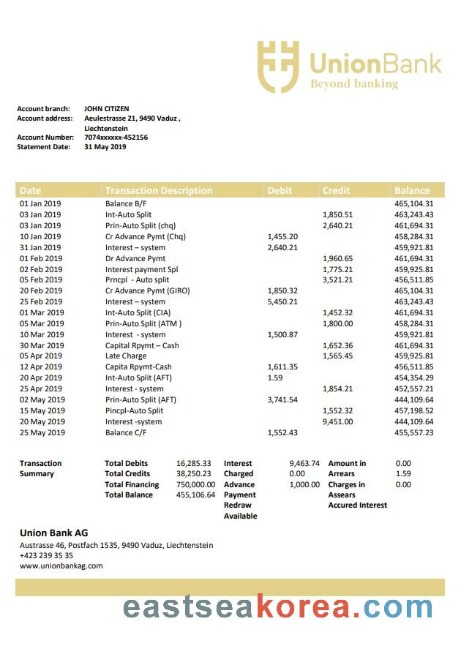 UnionBank
Beyond banking
Account branch: JOHN CITIZEN
Account address: Aeulestrasse 21, 9490 Vaduz ,
Liechtenstein
Account Number: 7074xxxxxx-452156
Statement Date: 31 May 2019
Date Transaction Description Debit Credit Balance
01 Jan 2019 Balance B/F 465,104.31
03 Jan 2019 Int-Auto Split 1,850.51 463,243.43
03 Jan 2019 Prin-Auto Split (chq) 2,640.21 461,694.31
10 Jan 2019 Cr Advance Pymt (Chq) 1,455.20 458,284.31
31 Jan 2019 Interest – system 2,640.21 459,921.81
01 Feb 2019 Dr Advance Pymt 1,960.65 461,694.31
02 Feb 2019 Interest payment Spl 1,775.21 459,925.81
05 Feb 2019 Prncpl - Auto split 3,521.21 456,511.85
20 Feb 2019 Cr Advance Pymt (GIRO) 1,850.32 465,104.31
25 Feb 2019 Interest – system 5,450.21 463,243.43
01 Mar 2019 Int-Auto Split (CIA) 1,452.32 461,694.31
05 Mar 2019 Prin-Auto Split (ATM ) 1,800.00 458,284.31
10 Mar 2019 Interest - system 1,500.87 459,921.81
30 Mar 2019 Capital Rpymt – Cash 1,652.36 461,694.31
05 Apr 2019 Late Charge 1,565.45 459,925.81
12 Apr 2019 Capita Rpymt-Cash 1,611.35 456,511.85
20 Apr 2019 Int-Auto Split (AFT) 1.59 454,354.29
25 Apr 2019 Interest - system 1,854.21 452,557.21
02 May 2019 Prin-Auto Split (AFT) 3,741.54 444,109.64
15 May 2019 Pincpl-Auto Split 1,552.32 457,198.52
20 May 2019 Interest -system 9,451.00 444,109.64
25 May 2019 Balance C/F 1,552.43 455,557.23
Transaction Total Debits 16,285.33 Interest 9,463.74 Amount in 0.00
Summary Total Credits 38,250.23 Charged 0.00 Arrears 1.59
Total Financing 750,000.00 Advance 1,000.00 Charges in 0.00
Total Balance 455,106.64 Payment Assears
Redraw Accured Interest
Available
Union Bank AG
Austrasse 46, Postfach 1535, 9490 Vaduz, Liechtenstein
+423 239 35 35
www.unionbankag.com
eastseakorea.com